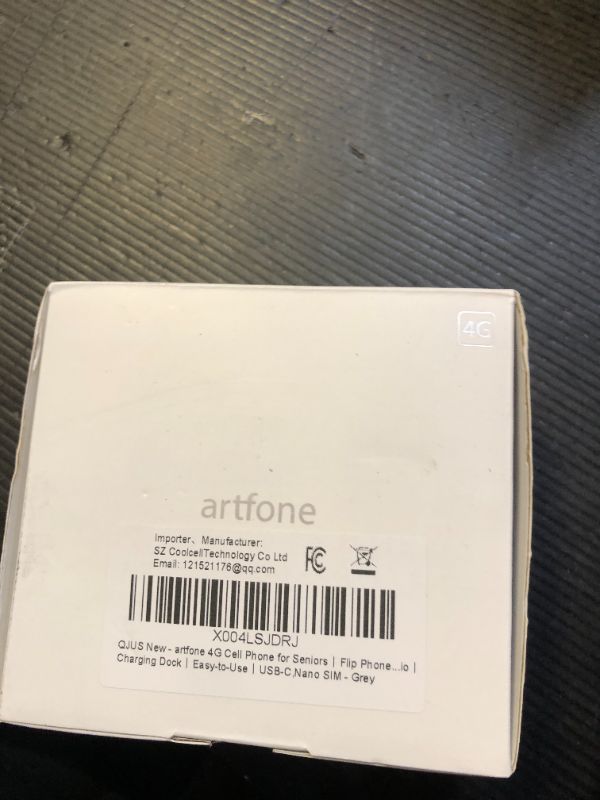 4G
artfone
Importer、Manufacturer:
SZ CoolcellTechnology Co Ltd
Email: 121521176@qq.com
FC
X004LSJDRJ
QJUS New - artfone 4G Cell Phone for Seniors | Flip Phone...io |
Charging Dock | Easy-to-Use | USB-C,Nano SIM - Grey